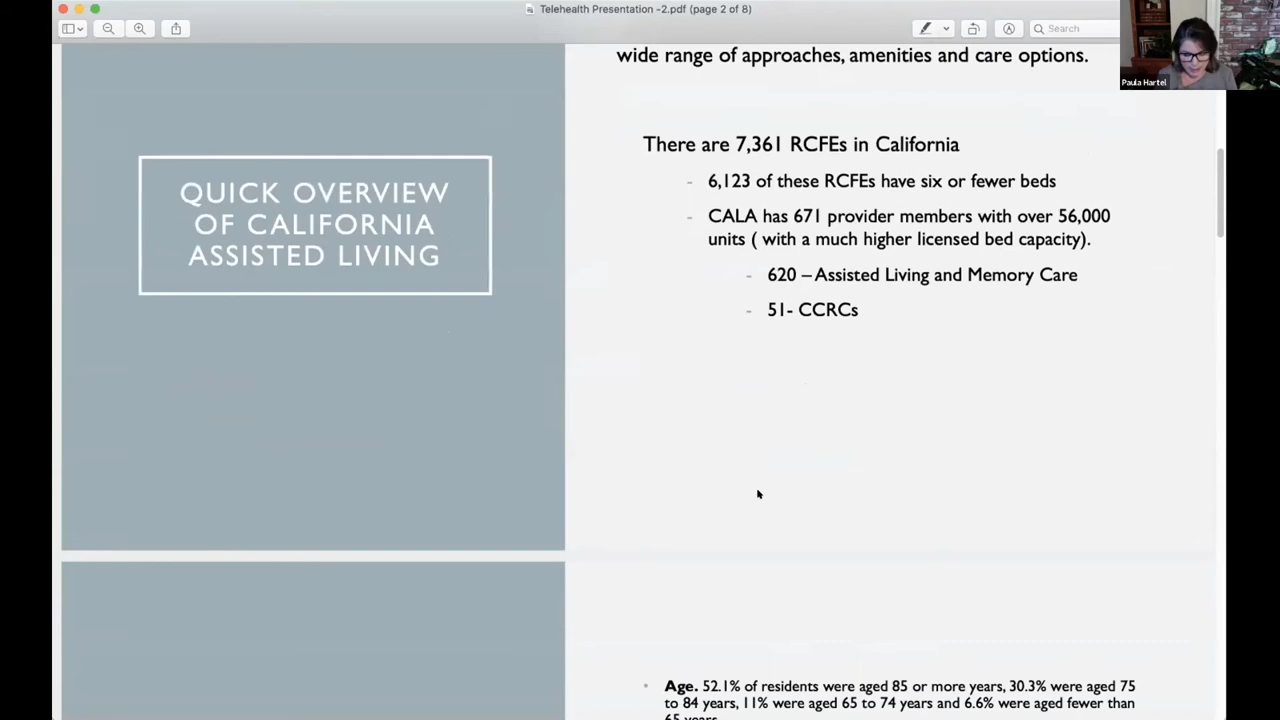 Telehealth Presentation -2.pdf (page 2 of 8)
Search
Paula Hartel
wide range of approaches, amenities and care options.
QUICK OVERVIEW
OF CALIFORNIA
ASSISTED LIVING
There are 7,361 RCFEs in California
- 6,123 of these RCFEs have six or fewer beds
- CALA has 671 provider members with over 56,000
units ( with a much higher licensed bed capacity).
- 620 – Assisted Living and Memory Care
- 51- CCRCs
• Age. 52.1% of residents were aged 85 or more years, 30.3% were aged 75
to 84 years, 11% were aged 65 to 74 years and 6.6% were aged fewer than
65 years